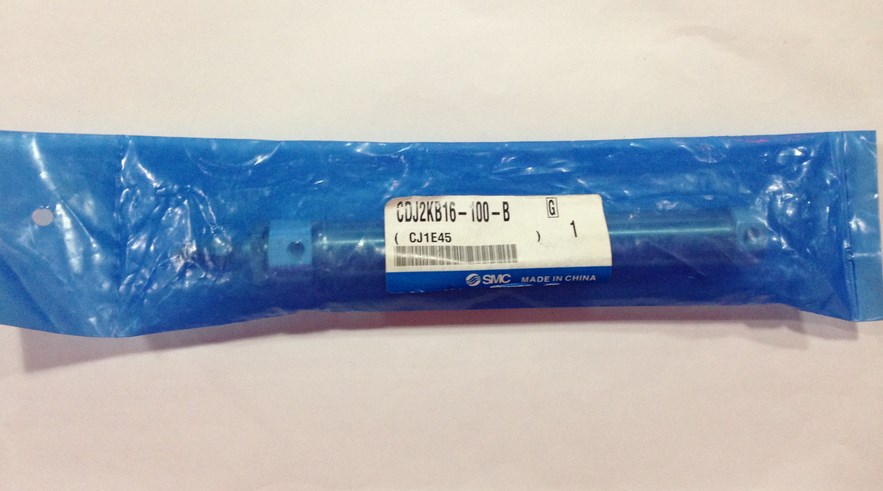 CDJ2KB16-100-B G
( CJ1E45 ) 1
SMC MADE IN CHINA